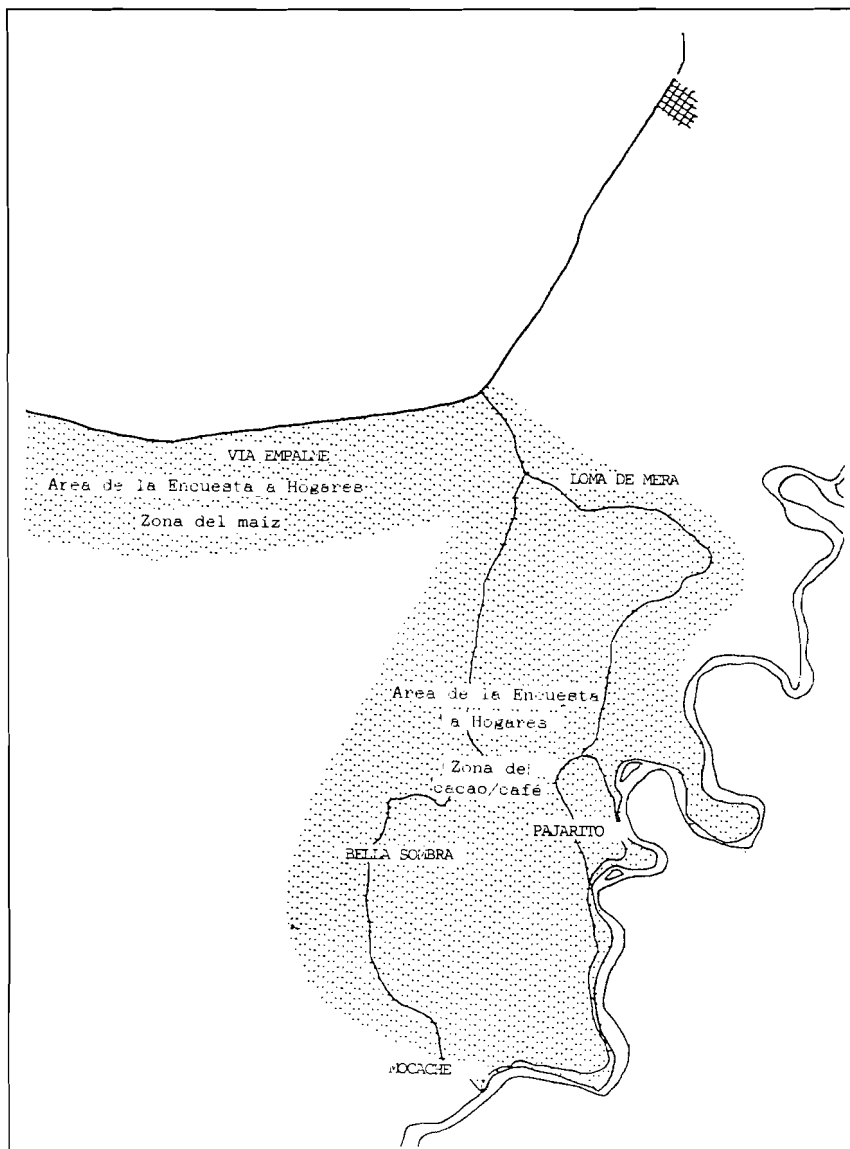 VIA EMPALME
Area de la Encuesta a Hogares
Zona del maíz
LOMA DE MERA
Area de la Encuesta
a Hogares
Zona del
cacao/café
PAJARITO
BELLA SOMBRA
MOCACHE